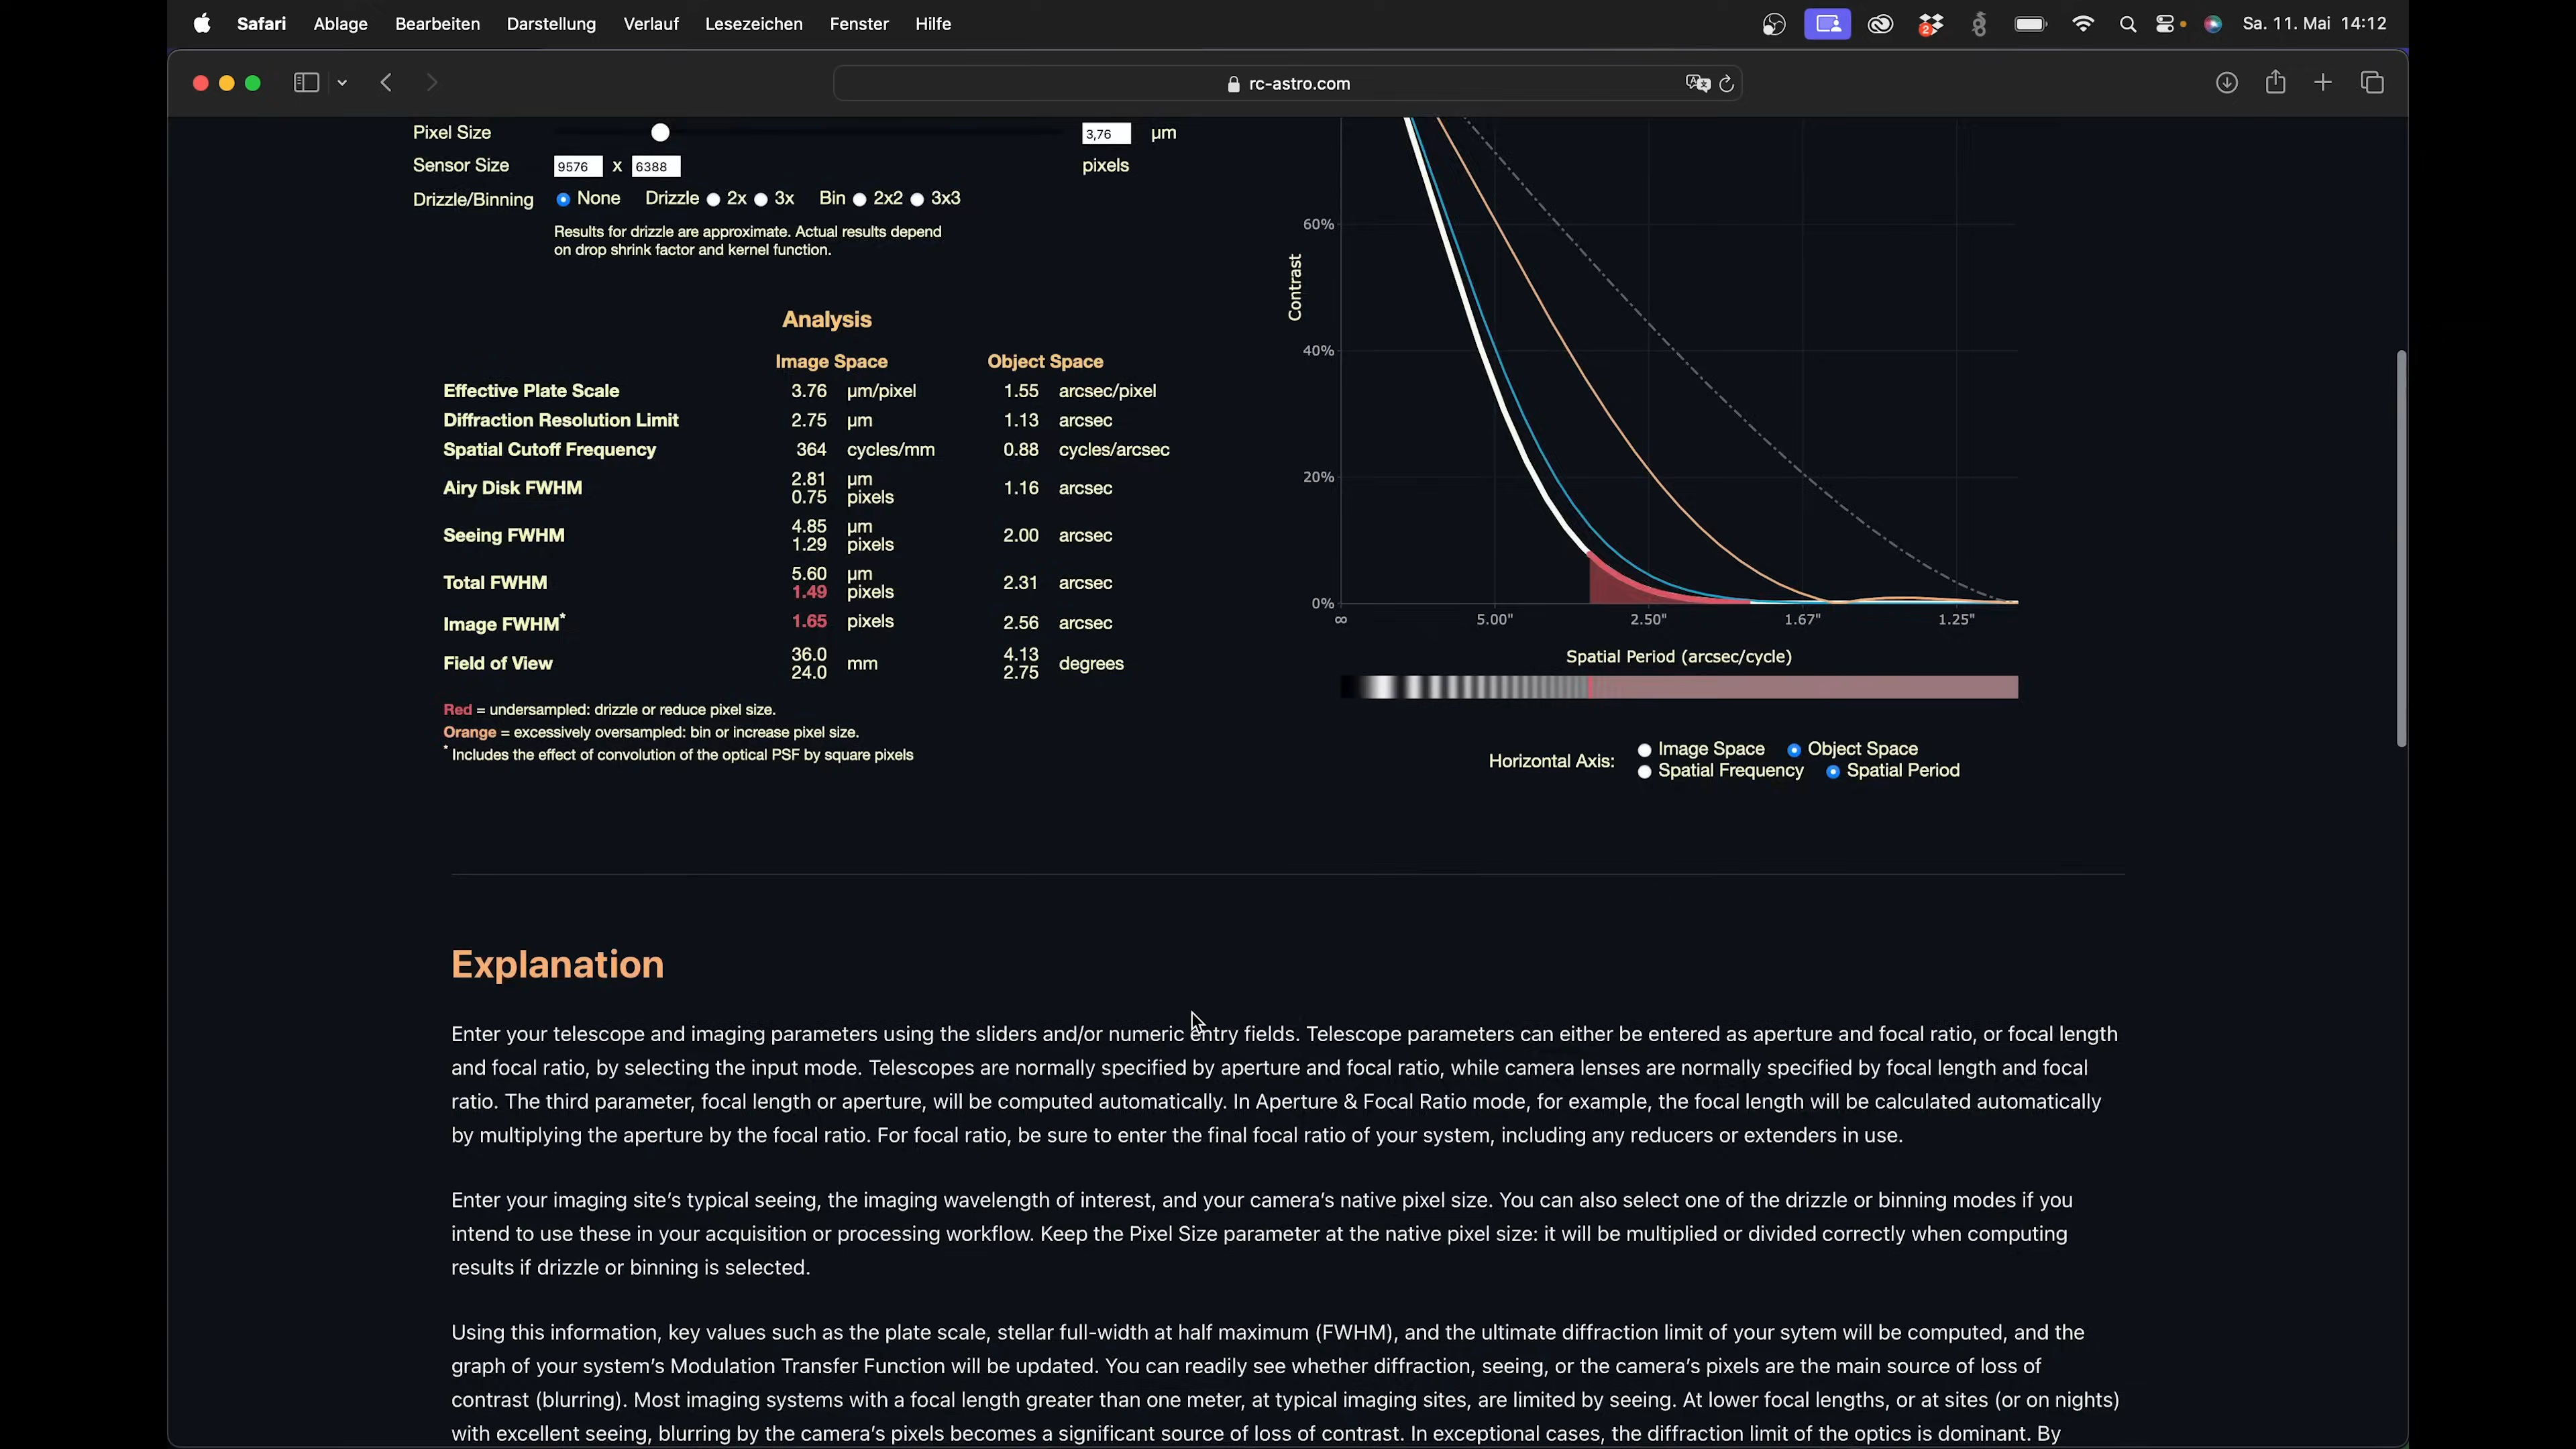 Safari Ablage Bearbeiten Darstellung Verlauf Lesezeichen Fenster Hilfe 2 Sa. 11. Mai 14:12
rc-astro.com
Pixel Size 3,76 µm
Sensor Size 9576 x 6388 pixels
Drizzle/Binning None Drizzle 2x 3x Bin 2x2 3x3
Results for drizzle are approximate. Actual results depend
on drop shrink factor and kernel function.
Analysis
Image Space Object Space
Effective Plate Scale 3.76 µm/pixel 1.55 arcsec/pixel
Diffraction Resolution Limit 2.75 µm 1.13 arcsec
Spatial Cutoff Frequency 364 cycles/mm 0.88 cycles/arcsec
Airy Disk FWHM 2.81 µm 1.16 arcsec
0.75 pixels
Seeing FWHM 4.85 µm 2.00 arcsec
1.29 pixels
Total FWHM 5.60 µm 2.31 arcsec
1.49 pixels
Image FWHM* 1.65 pixels 2.56 arcsec
Field of View 36.0 mm 4.13 degrees
24.0 2.75
Red = undersampled: drizzle or reduce pixel size.
Orange = excessively oversampled: bin or increase pixel size.
* Includes the effect of convolution of the optical PSF by square pixels
Contrast
60%
40%
20%
0%
∞ 5.00" 2.50" 1.67" 1.25"
Spatial Period (arcsec/cycle)
Horizontal Axis: Image Space Object Space
Spatial Frequency Spatial Period
Explanation
Enter your telescope and imaging parameters using the sliders and/or numeric entry fields. Telescope parameters can either be entered as aperture and focal ratio, or focal length
and focal ratio, by selecting the input mode. Telescopes are normally specified by aperture and focal ratio, while camera lenses are normally specified by focal length and focal
ratio. The third parameter, focal length or aperture, will be computed automatically. In Aperture & Focal Ratio mode, for example, the focal length will be calculated automatically
by multiplying the aperture by the focal ratio. For focal ratio, be sure to enter the final focal ratio of your system, including any reducers or extenders in use.
Enter your imaging site's typical seeing, the imaging wavelength of interest, and your camera's native pixel size. You can also select one of the drizzle or binning modes if you
intend to use these in your acquisition or processing workflow. Keep the Pixel Size parameter at the native pixel size: it will be multiplied or divided correctly when computing
results if drizzle or binning is selected.
Using this information, key values such as the plate scale, stellar full-width at half maximum (FWHM), and the ultimate diffraction limit of your sytem will be computed, and the
graph of your system's Modulation Transfer Function will be updated. You can readily see whether diffraction, seeing, or the camera's pixels are the main source of loss of
contrast (blurring). Most imaging systems with a focal length greater than one meter, at typical imaging sites, are limited by seeing. At lower focal lengths, or at sites (or on nights)
with excellent seeing, blurring by the camera's pixels becomes a significant source of loss of contrast. In exceptional cases, the diffraction limit of the optics is dominant. By